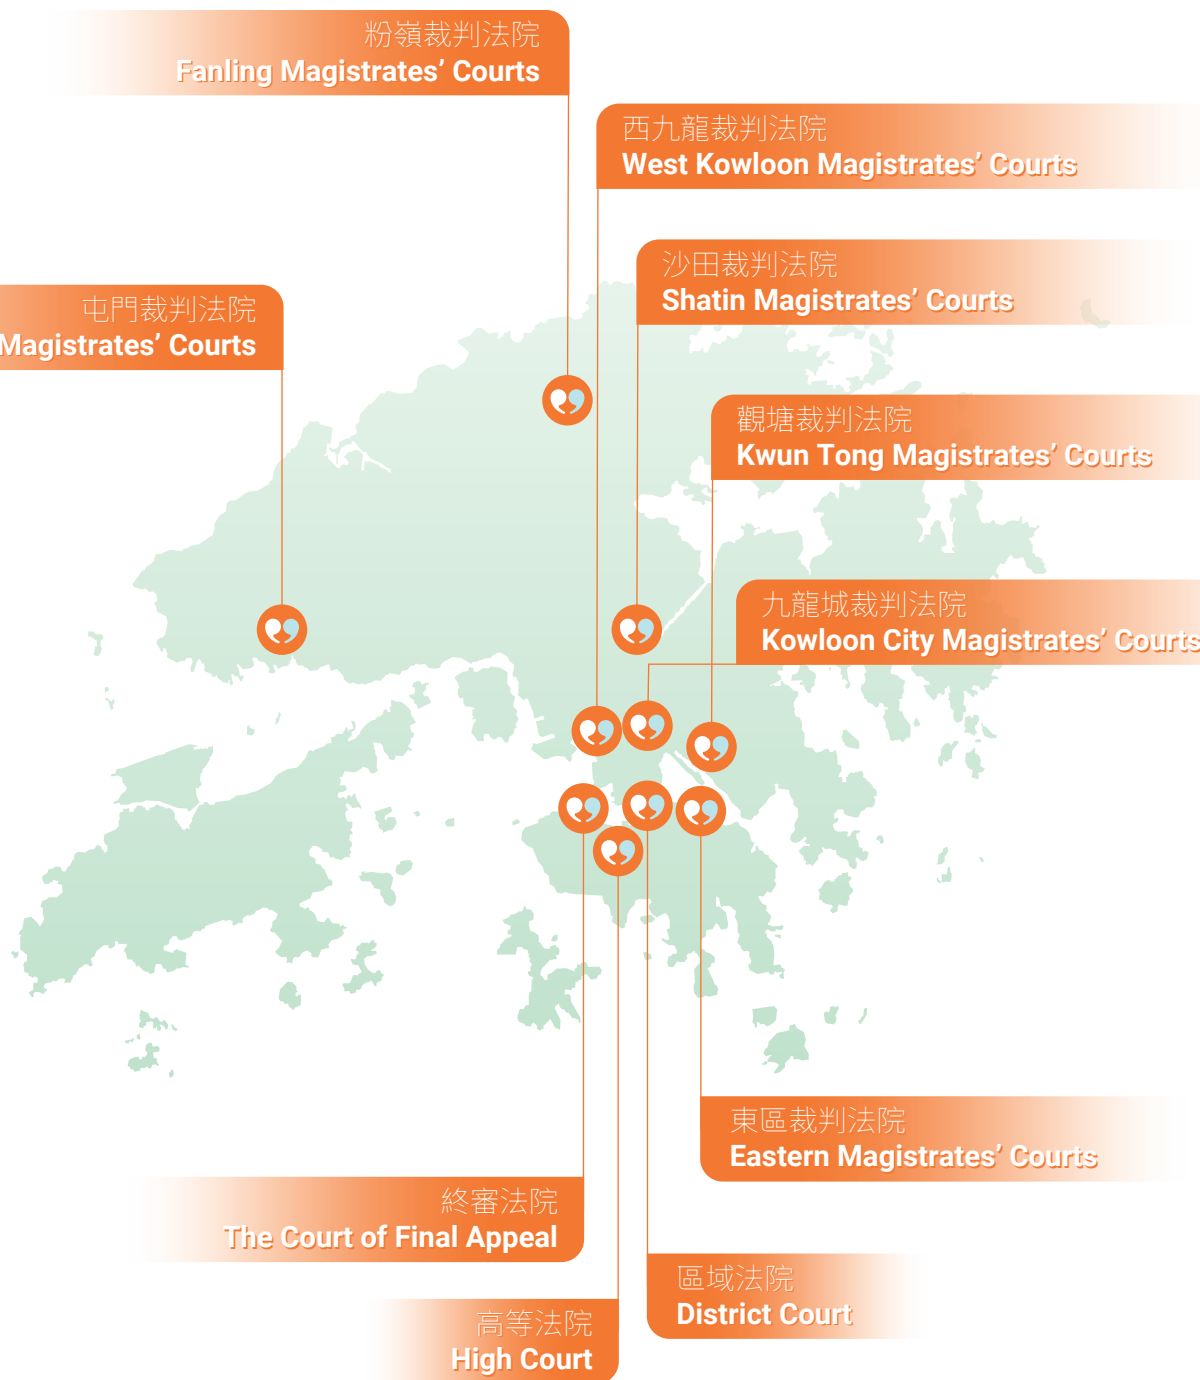 粉嶺裁判法院
Fanling Magistrates’ Courts
西九龍裁判法院
West Kowloon Magistrates’ Courts
沙田裁判法院
Shatin Magistrates’ Courts
屯門裁判法院
Magistrates’ Courts
觀塘裁判法院
Kwun Tong Magistrates’ Courts
九龍城裁判法院
Kowloon City Magistrates’ Courts
東區裁判法院
Eastern Magistrates’ Courts
終審法院
The Court of Final Appeal
區域法院
District Court
高等法院
High Court